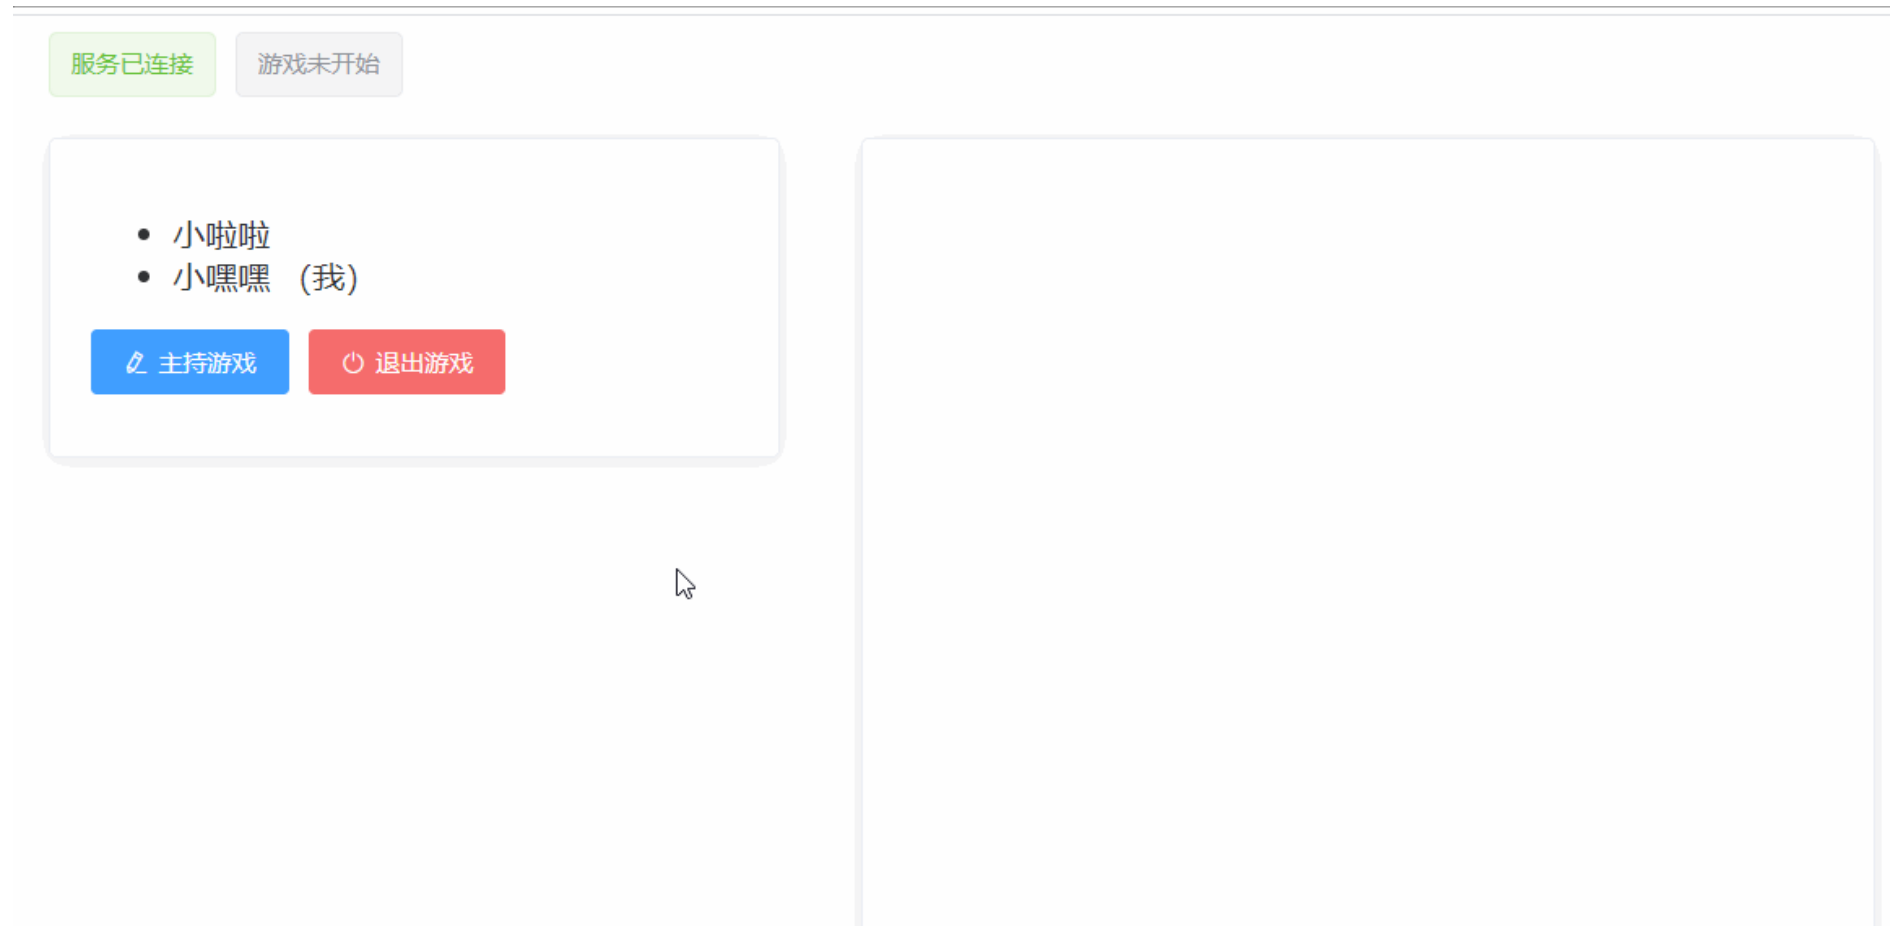 服务已连接
游戏未开始
小啦啦
小嘿嘿 (我)
主持游戏
退出游戏